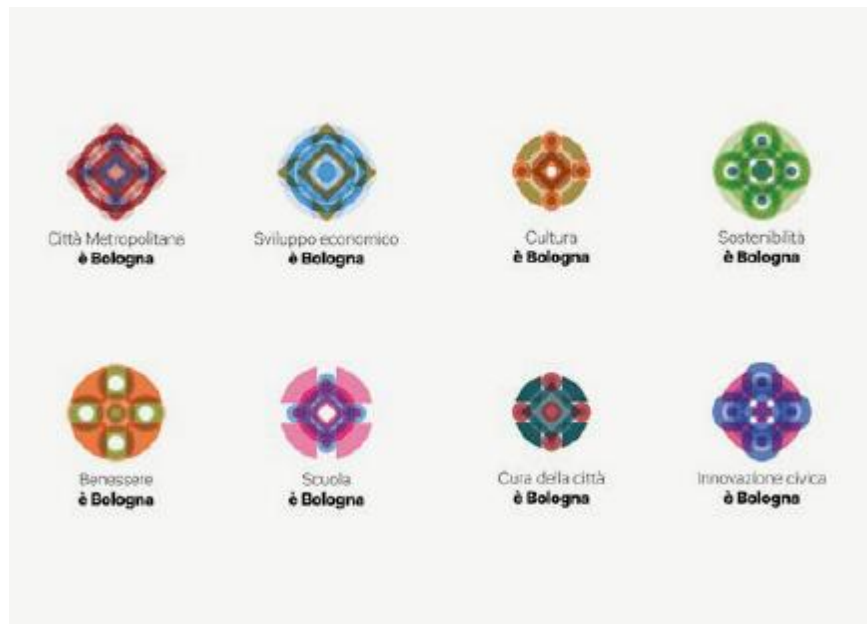 Città Metropolitana
è Bologna
Sviluppo economico
è Bologna
Cultura
è Bologna
Sostenibilità
è Bologna
Benessere
è Bologna
Scuola
è Bologna
Cura della città
è Bologna
Innovazione civica
è Bologna